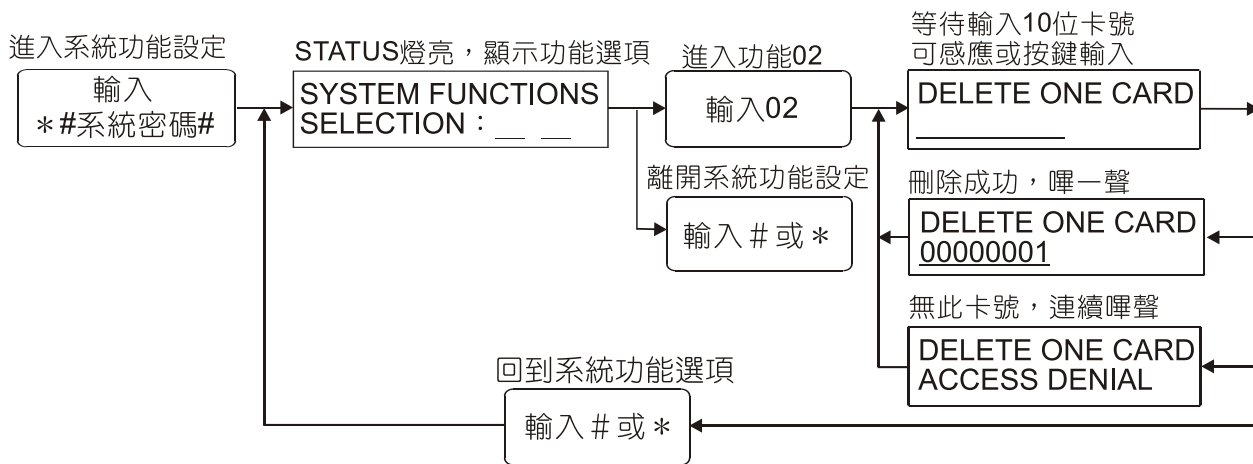 進入系統功能設定
輸入
＊#系統密碼#
STATUS燈亮，顯示功能選項
SYSTEM FUNCTIONS
SELECTION：__ __
進入功能02
輸入02
離開系統功能設定
輸入＃或＊
等待輸入10位卡號
可感應或按鍵輸入
DELETE ONE CARD
刪除成功，嗶一聲
DELETE ONE CARD
00000001
無此卡號，連續嗶聲
DELETE ONE CARD
ACCESS DENIAL
回到系統功能選項
輸入＃或＊